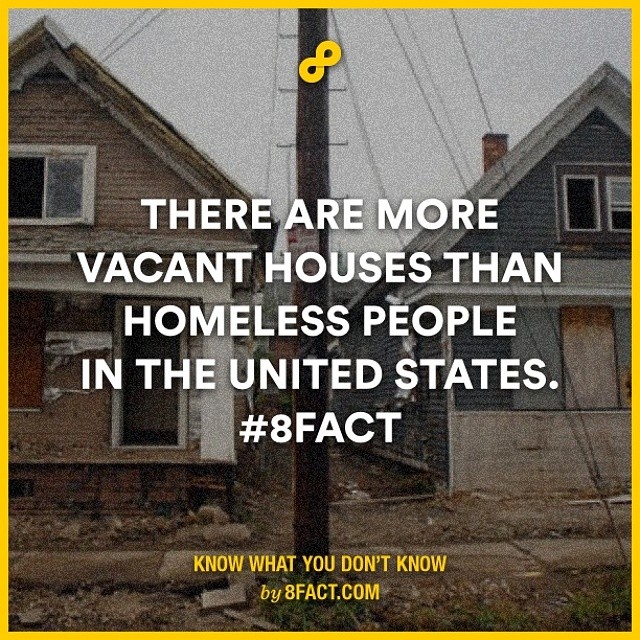 THERE ARE MORE
VACANT HOUSES THAN
HOMELESS PEOPLE
IN THE UNITED STATES.
#8FACT
KNOW WHAT YOU DON'T KNOW
by 8FACT.COM